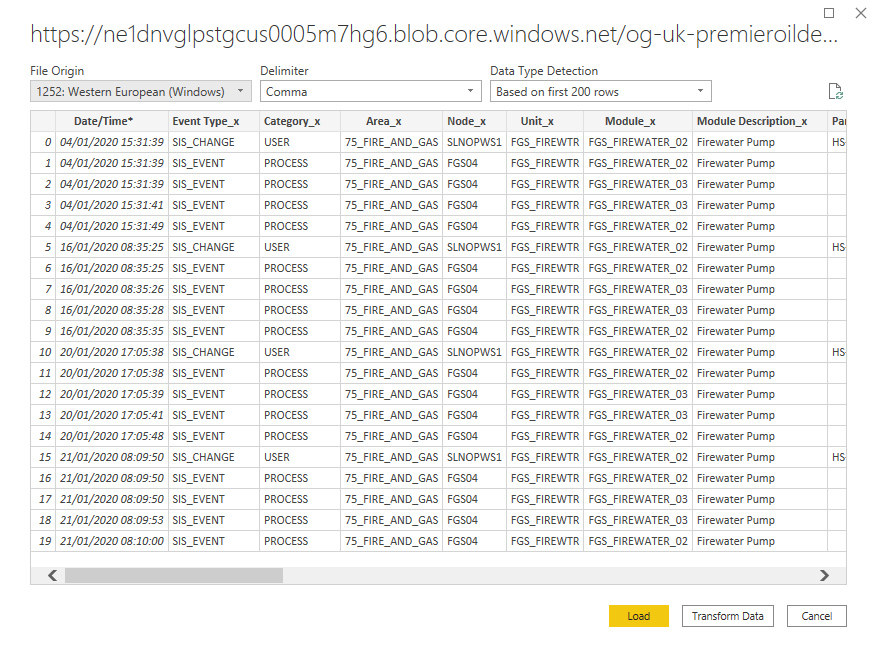 https://ne1dnvglpstgcus0005m7hg6.blob.core.windows.net/og-uk-premieroilde...
File Origin Delimiter Data Type Detection
1252: Western European (Windows) Comma Based on first 200 rows
Date/Time* Event Type_x Category_x Area_x Node_x Unit_x Module_x Module Description_x Par
0 04/01/2020 15:31:39 SIS_CHANGE USER 75_FIRE_AND_GAS SLNOPWS1 FGS_FIREWTR FGS_FIREWATER_02 Firewater Pump HS
1 04/01/2020 15:31:39 SIS_EVENT PROCESS 75_FIRE_AND_GAS FGS04 FGS_FIREWTR FGS_FIREWATER_02 Firewater Pump
2 04/01/2020 15:31:39 SIS_EVENT PROCESS 75_FIRE_AND_GAS FGS04 FGS_FIREWTR FGS_FIREWATER_03 Firewater Pump
3 04/01/2020 15:31:41 SIS_EVENT PROCESS 75_FIRE_AND_GAS FGS04 FGS_FIREWTR FGS_FIREWATER_03 Firewater Pump
4 04/01/2020 15:31:49 SIS_EVENT PROCESS 75_FIRE_AND_GAS FGS04 FGS_FIREWTR FGS_FIREWATER_02 Firewater Pump
5 16/01/2020 08:35:25 SIS_CHANGE USER 75_FIRE_AND_GAS SLNOPWS1 FGS_FIREWTR FGS_FIREWATER_02 Firewater Pump HS
6 16/01/2020 08:35:25 SIS_EVENT PROCESS 75_FIRE_AND_GAS FGS04 FGS_FIREWTR FGS_FIREWATER_02 Firewater Pump
7 16/01/2020 08:35:26 SIS_EVENT PROCESS 75_FIRE_AND_GAS FGS04 FGS_FIREWTR FGS_FIREWATER_03 Firewater Pump
8 16/01/2020 08:35:28 SIS_EVENT PROCESS 75_FIRE_AND_GAS FGS04 FGS_FIREWTR FGS_FIREWATER_03 Firewater Pump
9 16/01/2020 08:35:35 SIS_EVENT PROCESS 75_FIRE_AND_GAS FGS04 FGS_FIREWTR FGS_FIREWATER_02 Firewater Pump
10 20/01/2020 17:05:38 SIS_CHANGE USER 75_FIRE_AND_GAS SLNOPWS1 FGS_FIREWTR FGS_FIREWATER_02 Firewater Pump HS
11 20/01/2020 17:05:38 SIS_EVENT PROCESS 75_FIRE_AND_GAS FGS04 FGS_FIREWTR FGS_FIREWATER_02 Firewater Pump
12 20/01/2020 17:05:39 SIS_EVENT PROCESS 75_FIRE_AND_GAS FGS04 FGS_FIREWTR FGS_FIREWATER_03 Firewater Pump
13 20/01/2020 17:05:41 SIS_EVENT PROCESS 75_FIRE_AND_GAS FGS04 FGS_FIREWTR FGS_FIREWATER_03 Firewater Pump
14 20/01/2020 17:05:48 SIS_EVENT PROCESS 75_FIRE_AND_GAS FGS04 FGS_FIREWTR FGS_FIREWATER_02 Firewater Pump
15 21/01/2020 08:09:50 SIS_CHANGE USER 75_FIRE_AND_GAS SLNOPWS1 FGS_FIREWTR FGS_FIREWATER_02 Firewater Pump HS
16 21/01/2020 08:09:50 SIS_EVENT PROCESS 75_FIRE_AND_GAS FGS04 FGS_FIREWTR FGS_FIREWATER_02 Firewater Pump
17 21/01/2020 08:09:50 SIS_EVENT PROCESS 75_FIRE_AND_GAS FGS04 FGS_FIREWTR FGS_FIREWATER_03 Firewater Pump
18 21/01/2020 08:09:53 SIS_EVENT PROCESS 75_FIRE_AND_GAS FGS04 FGS_FIREWTR FGS_FIREWATER_03 Firewater Pump
19 21/01/2020 08:10:00 SIS_EVENT PROCESS 75_FIRE_AND_GAS FGS04 FGS_FIREWTR FGS_FIREWATER_02 Firewater Pump
Load Transform Data Cancel